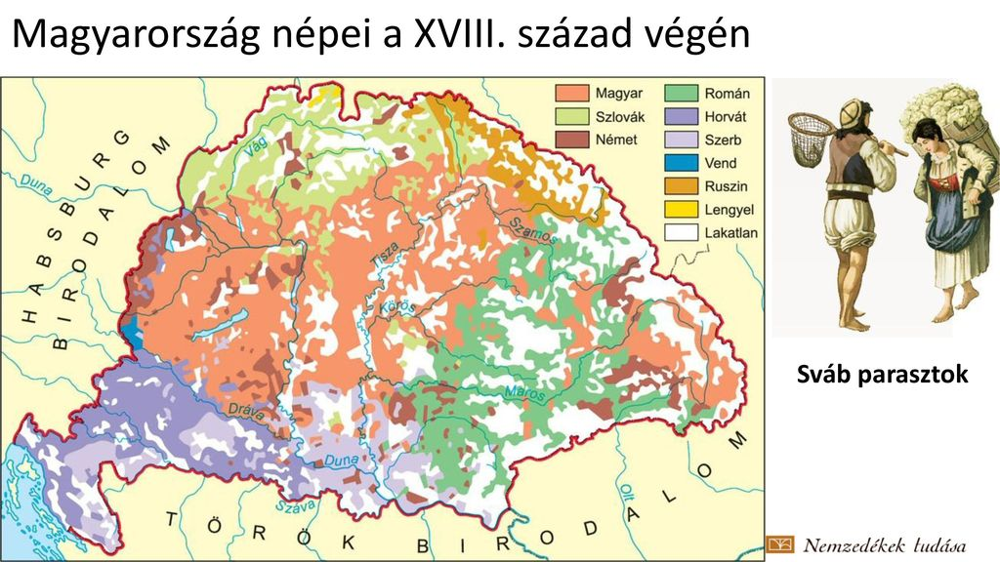 Magyarország népei a XVIII. század végén
HABSBURG
BIRODALOM
Magyar
Szlovák
Német
Román
Horvát
Szerb
Vend
Ruszin
Lengyel
Lakatlan
Duna
Vág
Tisza
Szamos
Körös
Maros
Dráva
Duna
Száva
Olt
TÖRÖK BIRODALOM
Sváb parasztok
Nemzedékek tudása